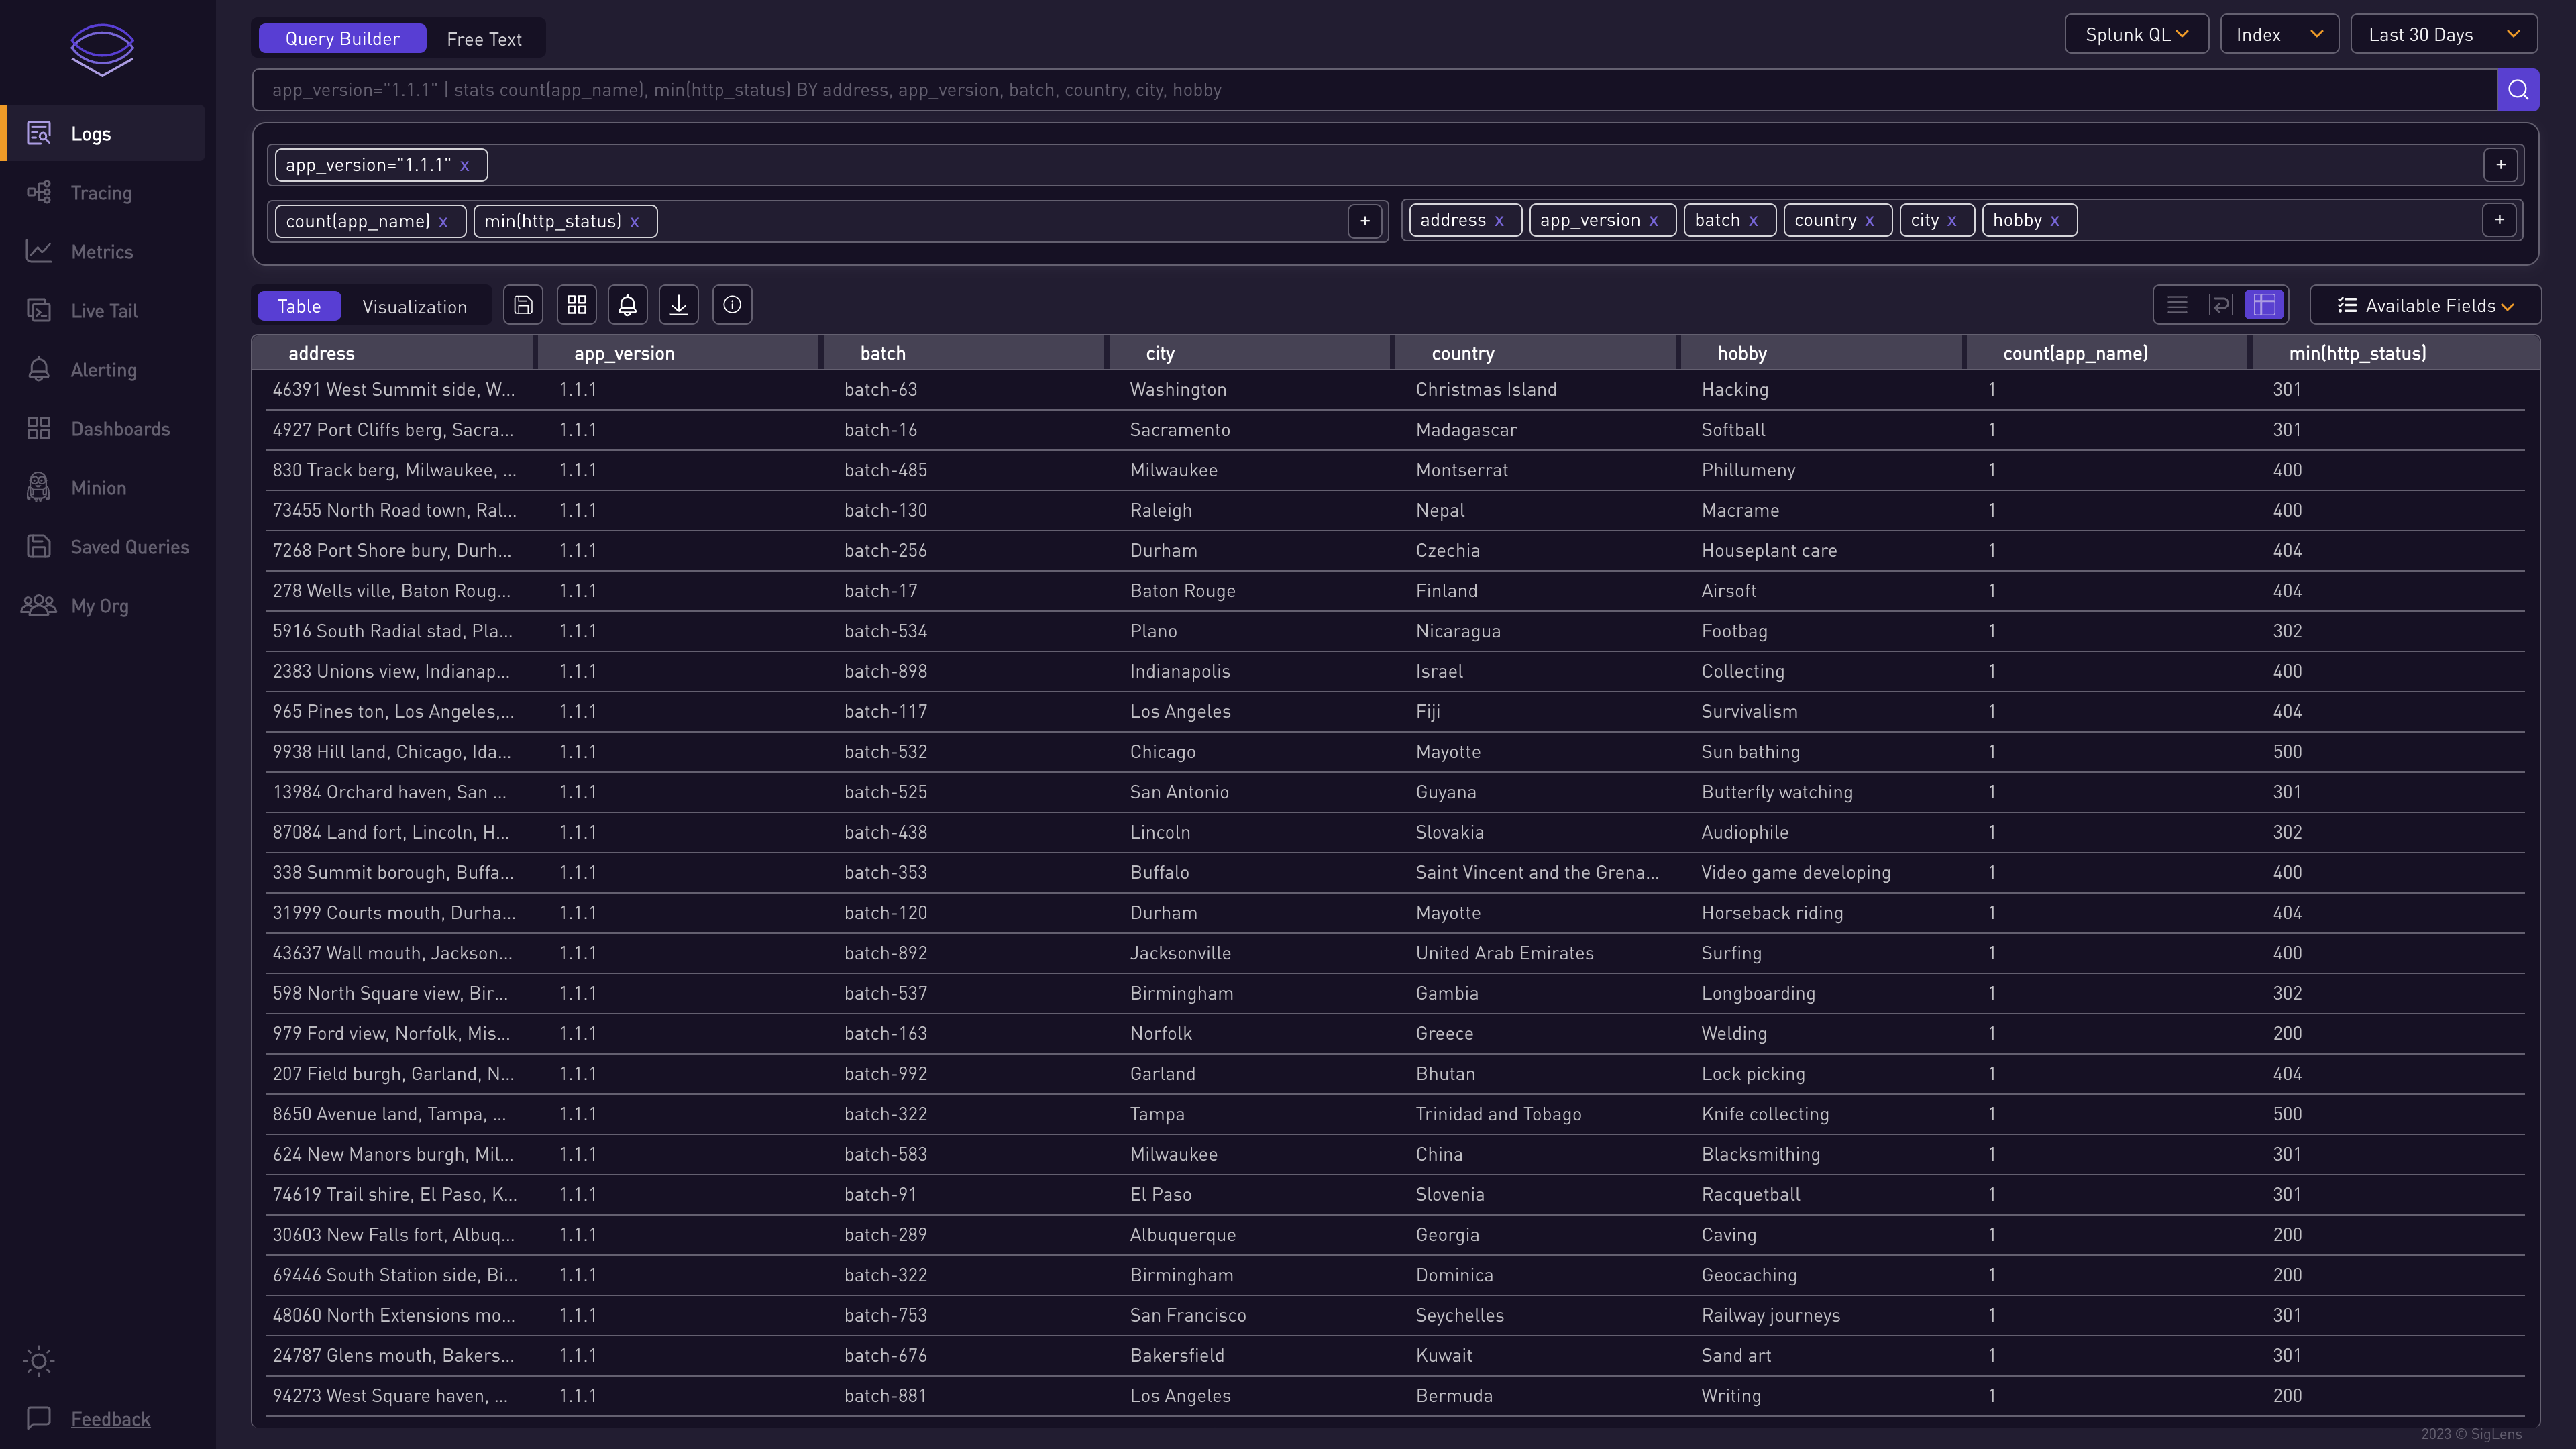 Query Builder Free Text Splunk QL Index Last 30 Days
app_version="1.1.1" | stats count(app_name), min(http_status) BY address, app_version, batch, country, city, hobby
Logs
Tracing
Metrics
Live Tail
Alerting
Dashboards
Minion
Saved Queries
My Org
Feedback
app_version="1.1.1" x +
count(app_name) x min(http_status) x + address x app_version x batch x country x city x hobby x +
Table Visualization Available Fields
address app_version batch city country hobby count(app_name) min(http_status)
46391 West Summit side, W... 1.1.1 batch-63 Washington Christmas Island Hacking 1 301
4927 Port Cliffs berg, Sacra... 1.1.1 batch-16 Sacramento Madagascar Softball 1 301
830 Track berg, Milwaukee, ... 1.1.1 batch-485 Milwaukee Montserrat Phillumeny 1 400
73455 North Road town, Ral... 1.1.1 batch-130 Raleigh Nepal Macrame 1 400
7268 Port Shore bury, Durh... 1.1.1 batch-256 Durham Czechia Houseplant care 1 404
278 Wells ville, Baton Roug... 1.1.1 batch-17 Baton Rouge Finland Airsoft 1 404
5916 South Radial stad, Pla... 1.1.1 batch-534 Plano Nicaragua Footbag 1 302
2383 Unions view, Indianap... 1.1.1 batch-898 Indianapolis Israel Collecting 1 400
965 Pines ton, Los Angeles,... 1.1.1 batch-117 Los Angeles Fiji Survivalism 1 404
9938 Hill land, Chicago, Ida... 1.1.1 batch-532 Chicago Mayotte Sun bathing 1 500
13984 Orchard haven, San ... 1.1.1 batch-525 San Antonio Guyana Butterfly watching 1 301
87084 Land fort, Lincoln, H... 1.1.1 batch-438 Lincoln Slovakia Audiophile 1 302
338 Summit borough, Buffa... 1.1.1 batch-353 Buffalo Saint Vincent and the Grena... Video game developing 1 400
31999 Courts mouth, Durha... 1.1.1 batch-120 Durham Mayotte Horseback riding 1 404
43637 Wall mouth, Jackson... 1.1.1 batch-892 Jacksonville United Arab Emirates Surfing 1 400
598 North Square view, Bir... 1.1.1 batch-537 Birmingham Gambia Longboarding 1 302
979 Ford view, Norfolk, Mis... 1.1.1 batch-163 Norfolk Greece Welding 1 200
207 Field burgh, Garland, N... 1.1.1 batch-992 Garland Bhutan Lock picking 1 404
8650 Avenue land, Tampa, ... 1.1.1 batch-322 Tampa Trinidad and Tobago Knife collecting 1 500
624 New Manors burgh, Mil... 1.1.1 batch-583 Milwaukee China Blacksmithing 1 301
74619 Trail shire, El Paso, K... 1.1.1 batch-91 El Paso Slovenia Racquetball 1 301
30603 New Falls fort, Albuq... 1.1.1 batch-289 Albuquerque Georgia Caving 1 200
69446 South Station side, Bi... 1.1.1 batch-322 Birmingham Dominica Geocaching 1 200
48060 North Extensions mo... 1.1.1 batch-753 San Francisco Seychelles Railway journeys 1 301
24787 Glens mouth, Bakers... 1.1.1 batch-676 Bakersfield Kuwait Sand art 1 301
94273 West Square haven, ... 1.1.1 batch-881 Los Angeles Bermuda Writing 1 200
2023 © SigLens